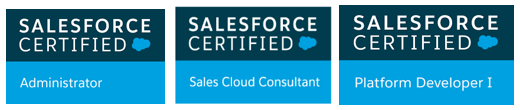 SALESFORCE
CERTIFIED
Administrator
SALESFORCE
CERTIFIED
Sales Cloud Consultant
SALESFORCE
CERTIFIED
Platform Developer I